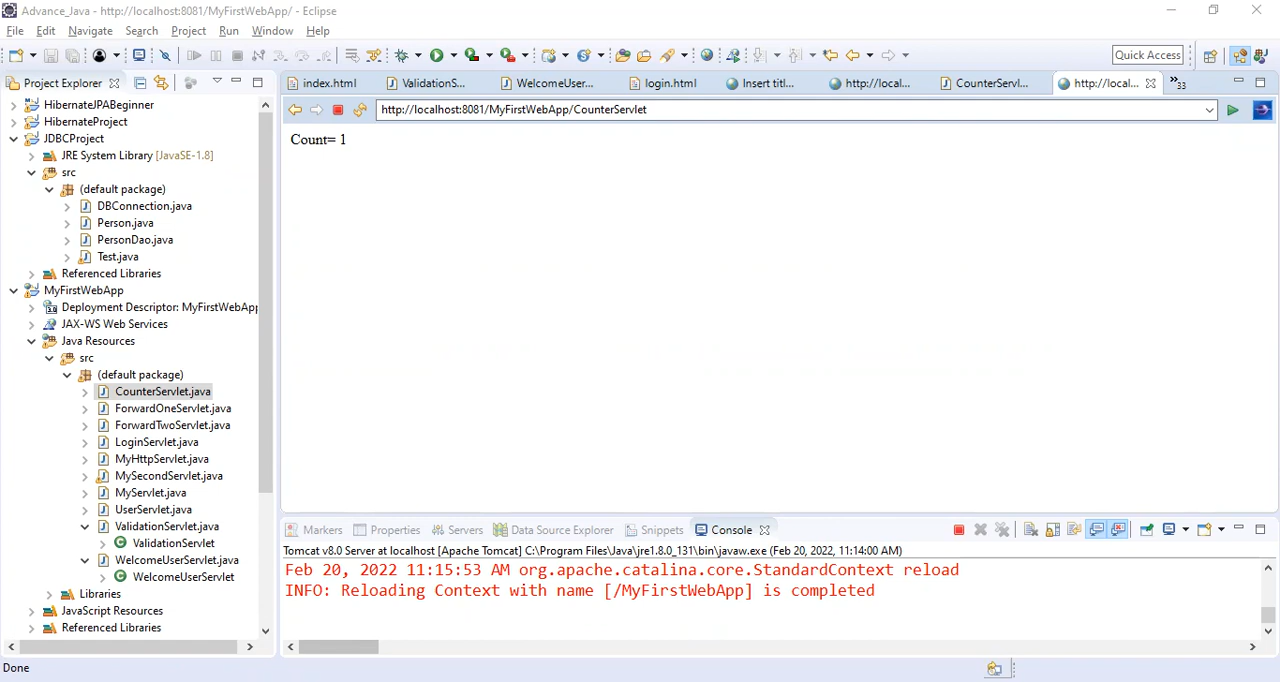 Advance_Java - http://localhost:8081/MyFirstWebApp/ - Eclipse
File Edit Navigate Search Project Run Window Help
Quick Access
Project Explorer
index.html ValidationS... WelcomeUser... login.html Insert titl... http://local... CounterServl... http://local... »33
http://localhost:8081/MyFirstWebApp/CounterServlet
Count= 1
HibernateJPABeginner
HibernateProject
JDBCProject
JRE System Library [JavaSE-1.8]
src
(default package)
DBConnection.java
Person.java
PersonDao.java
Test.java
Referenced Libraries
MyFirstWebApp
Deployment Descriptor: MyFirstWebApp
JAX-WS Web Services
Java Resources
src
(default package)
CounterServlet.java
ForwardOneServlet.java
ForwardTwoServlet.java
LoginServlet.java
MyHttpServlet.java
MySecondServlet.java
MyServlet.java
UserServlet.java
ValidationServlet.java
ValidationServlet
WelcomeUserServlet.java
WelcomeUserServlet
Libraries
JavaScript Resources
Referenced Libraries
Markers Properties Servers Data Source Explorer Snippets Console
Tomcat v8.0 Server at localhost [Apache Tomcat] C:\Program Files\Java\jre1.8.0_131\bin\javaw.exe (Feb 20, 2022, 11:14:00 AM)
Feb 20, 2022 11:15:53 AM org.apache.catalina.core.StandardContext reload
INFO: Reloading Context with name [/MyFirstWebApp] is completed
Done